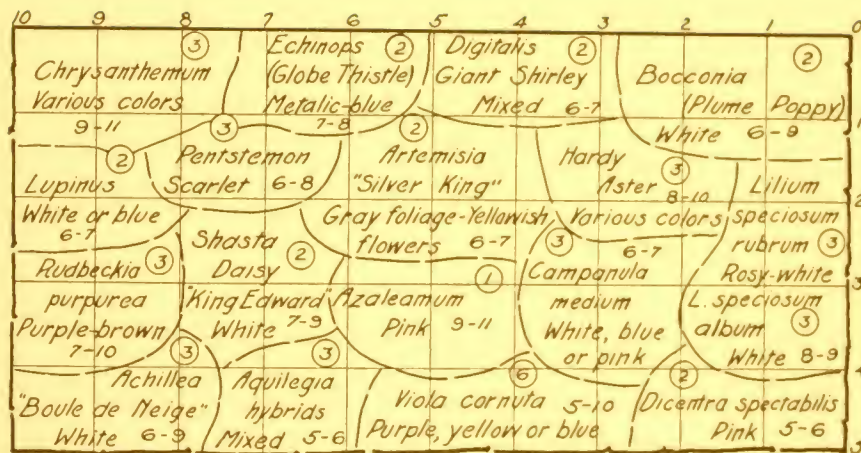 10 9 8 7 6 5 4 3 2 1 0
Chrysanthemum ③
Various colors
9-11
Echinops ②
(Globe Thistle)
Metalic-blue
7-8
Digitalis ②
Giant Shirley
Mixed 6-7
Bocconia ②
(Plume Poppy)
White 6-9
1
Lupinus ②
White or blue
6-7
③
Pentstemon
Scarlet 6-8
②
Artemisia
"Silver King"
Gray foliage-Yellowish
flowers 6-7
Hardy
Aster ③
8-10
Various colors
Lilium
speciosum
rubrum ③
Rosy-white
L. speciosum
album ③
White 8-9
2
Rudbeckia ③
purpurea
Purple-brown
7-10
Shasta
Daisy ②
"King Edward"
White 7-9
①
Azaleamum
Pink 9-11
6-7
③
Campanula
medium
White, blue
or pink
3
③
Achillea
"Boule de Neige"
White 6-9
③
Aquilegia
hybrids
Mixed 5-6
⑥
Viola cornuta 5-10
Purple, yellow or blue
②
Dicentra spectabilis
Pink 5-6
4
5